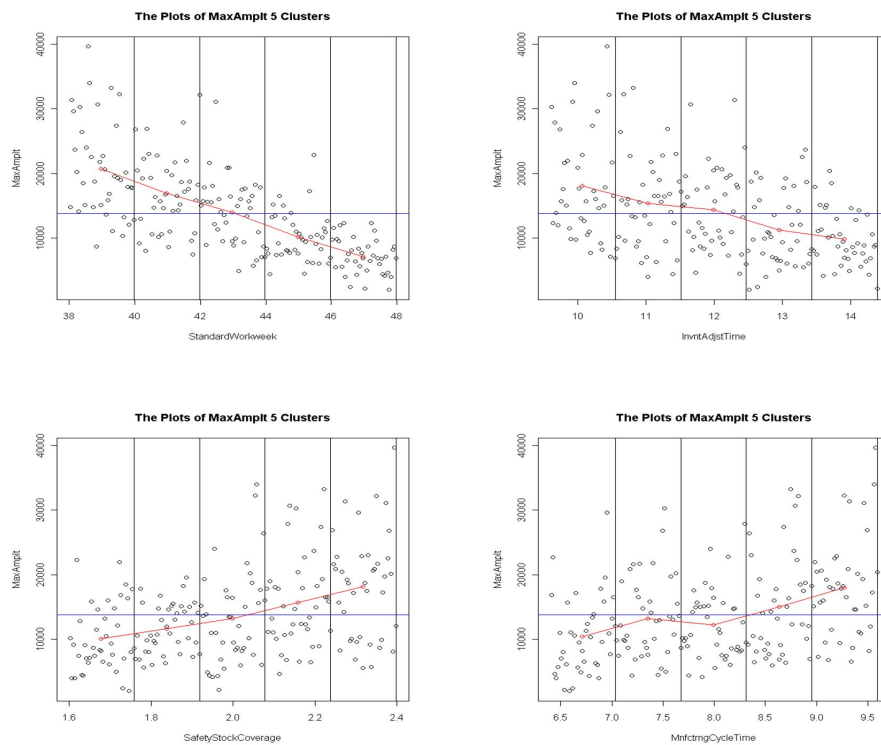 The Plots of MaxAmplt 5 Clusters
MaxAmplt
10000 20000 30000 40000
38 40 42 44 46 48
StandardWorkweek
The Plots of MaxAmplt 5 Clusters
MaxAmplt
10000 20000 30000 40000
10 11 12 13 14
InvntAdjstTime
The Plots of MaxAmplt 5 Clusters
MaxAmplt
10000 20000 30000 40000
1.6 1.8 2.0 2.2 2.4
SafetyStockCoverage
The Plots of MaxAmplt 5 Clusters
MaxAmplt
10000 20000 30000 40000
6.5 7.0 7.5 8.0 8.5 9.0 9.5
MnfctrngCycleTime